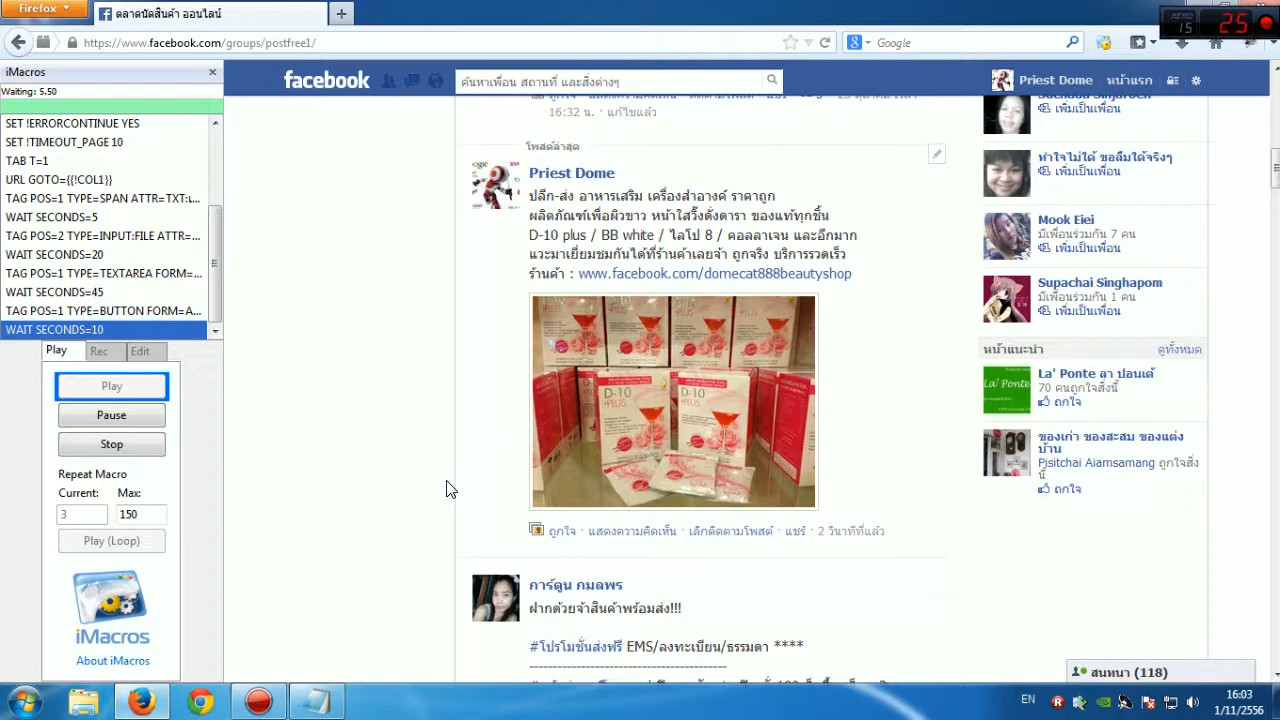 Firefox
ตลาดนัดสินค้า ออนไลน์
AERO 15
25
https://www.facebook.com/groups/postfree1/
Google
iMacros
Waiting: 5.50
SET !ERRORCONTINUE YES
SET !TIMEOUT_PAGE 10
TAB T=1
URL GOTO={{!COL1}}
TAG POS=1 TYPE=SPAN ATTR=TXT:...
WAIT SECONDS=5
TAG POS=2 TYPE=INPUT:FILE ATTR=...
WAIT SECONDS=20
TAG POS=1 TYPE=TEXTAREA FORM=...
WAIT SECONDS=45
TAG POS=1 TYPE=BUTTON FORM=A...
WAIT SECONDS=10
Play
Rec
Edit
Play
Pause
Stop
Repeat Macro
Current:
Max:
3
150
Play (Loop)
iMacros
About iMacros
facebook
ค้นหาเพื่อน สถานที่ และสิ่งต่างๆ
Priest Dome
หน้าแรก
16:32 น. · แก้ไขแล้ว
โพสต์ล่าสุด
Priest Dome
ปลีก-ส่ง อาหารเสริม เครื่องสำอางค์ ราคาถูก
ผลิตภัณฑ์เพื่อผิวขาว หน้าใสวิ๊งดั่งดารา ของแท้ทุกชิ้น
D-10 plus / BB white / ไลโป 8 / คอลลาเจน และอีกมาก
แวะมาเยี่ยมชมกันได้ที่ร้านค้าเลยจ้า ถูกจริง บริการรวดเร็ว
ร้านค้า : www.facebook.com/domecat888beautyshop
D-10 +PLUS
D-10 +PLUS
ถูกใจ · แสดงความคิดเห็น · เลิกติดตามโพสต์ · แชร์ · 2 วินาทีที่แล้ว
การ์ตูน กมลพร
ฝากด้วยจ้าสินค้าพร้อมส่ง!!!
#โปรโมชั่นส่งฟรี EMS/ลงทะเบียน/ธรรมดา ****
----------------------------------------
เพิ่มเป็นเพื่อน
ทำใจไม่ได้ ขอลืมได้จริงๆ
เพิ่มเป็นเพื่อน
Mook Eiei
มีเพื่อนร่วมกัน 7 คน
เพิ่มเป็นเพื่อน
Supachai Singhapom
มีเพื่อนร่วมกัน 1 คน
เพิ่มเป็นเพื่อน
หน้าแนะนำ
ดูทั้งหมด
La' Ponte ลา ปอนเต้
70 คนถูกใจสิ่งนี้
ถูกใจ
La' Ponte
ของเก่า ของสะสม ของแต่งบ้าน
Pisitchai Aiamsamang ถูกใจสิ่งนี้
ถูกใจ
สนทนา (118)
EN
16:03
1/11/2556